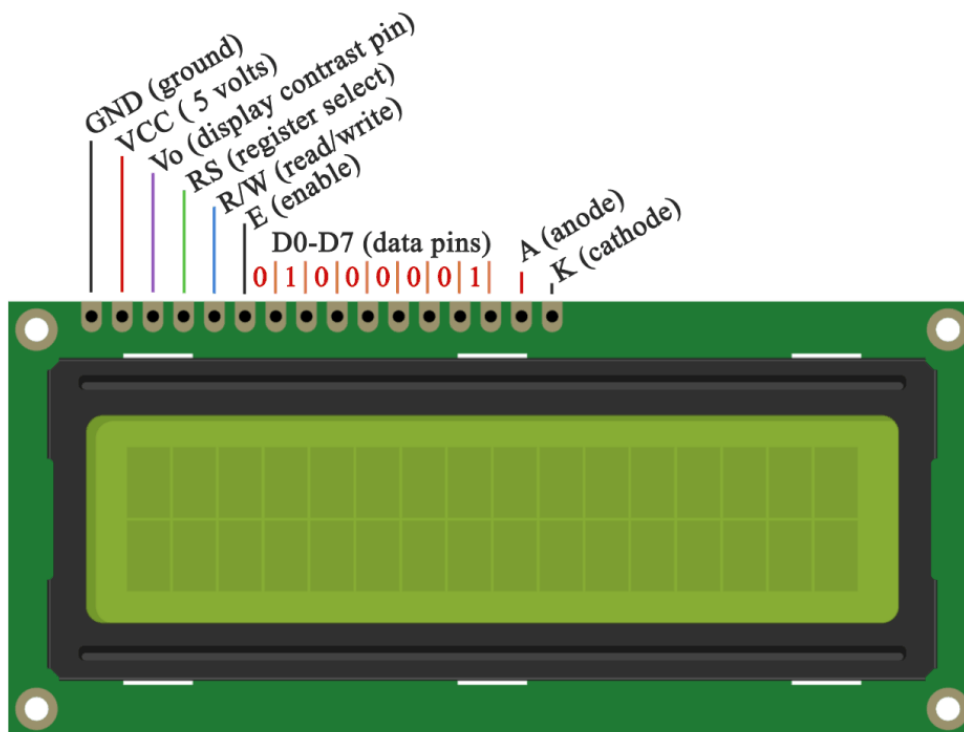 GND (ground)
VCC ( 5 volts)
Vo (display contrast pin)
RS (register select)
R/W (read/write)
E (enable)
D0-D7 (data pins)
0 1 0 0 0 0 0 1
A (anode)
K (cathode)